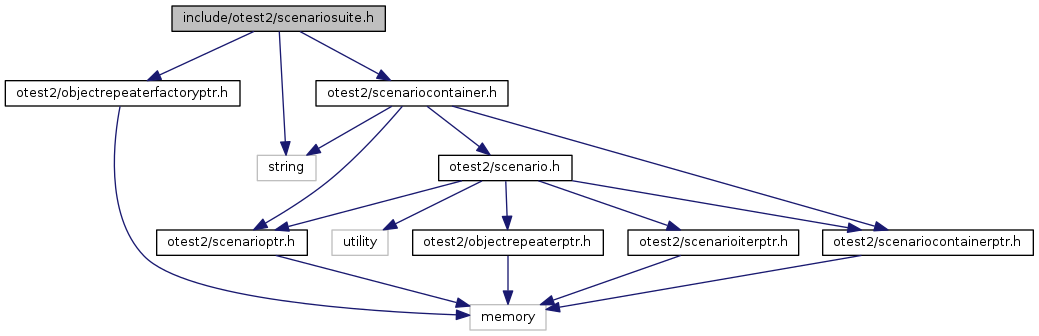 include/otest2/scenariosuite.h
otest2/objectrepeaterfactoryptr.h
otest2/scenariocontainer.h
string
otest2/scenario.h
otest2/scenarioptr.h
utility
otest2/objectrepeaterptr.h
otest2/scenarioiterptr.h
otest2/scenariocontainerptr.h
memory